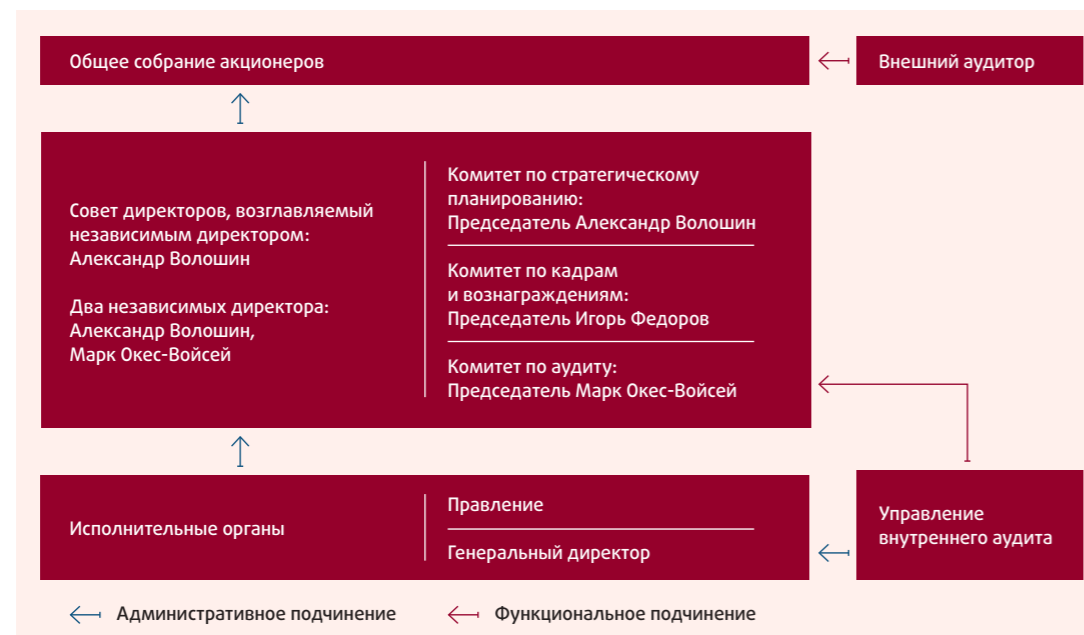 Общее собрание акционеров
Внешний аудитор
Совет директоров, возглавляемый
независимым директором:
Александр Волошин
Два независимых директора:
Александр Волошин,
Марк Окес-Войсей
Комитет по стратегическому
планированию:
Председатель Александр Волошин
Комитет по кадрам
и вознаграждениям:
Председатель Игорь Федоров
Комитет по аудиту:
Председатель Марк Окес-Войсей
Исполнительные органы
Правление
Генеральный директор
Управление
внутреннего аудита
Административное подчинение
Функциональное подчинение